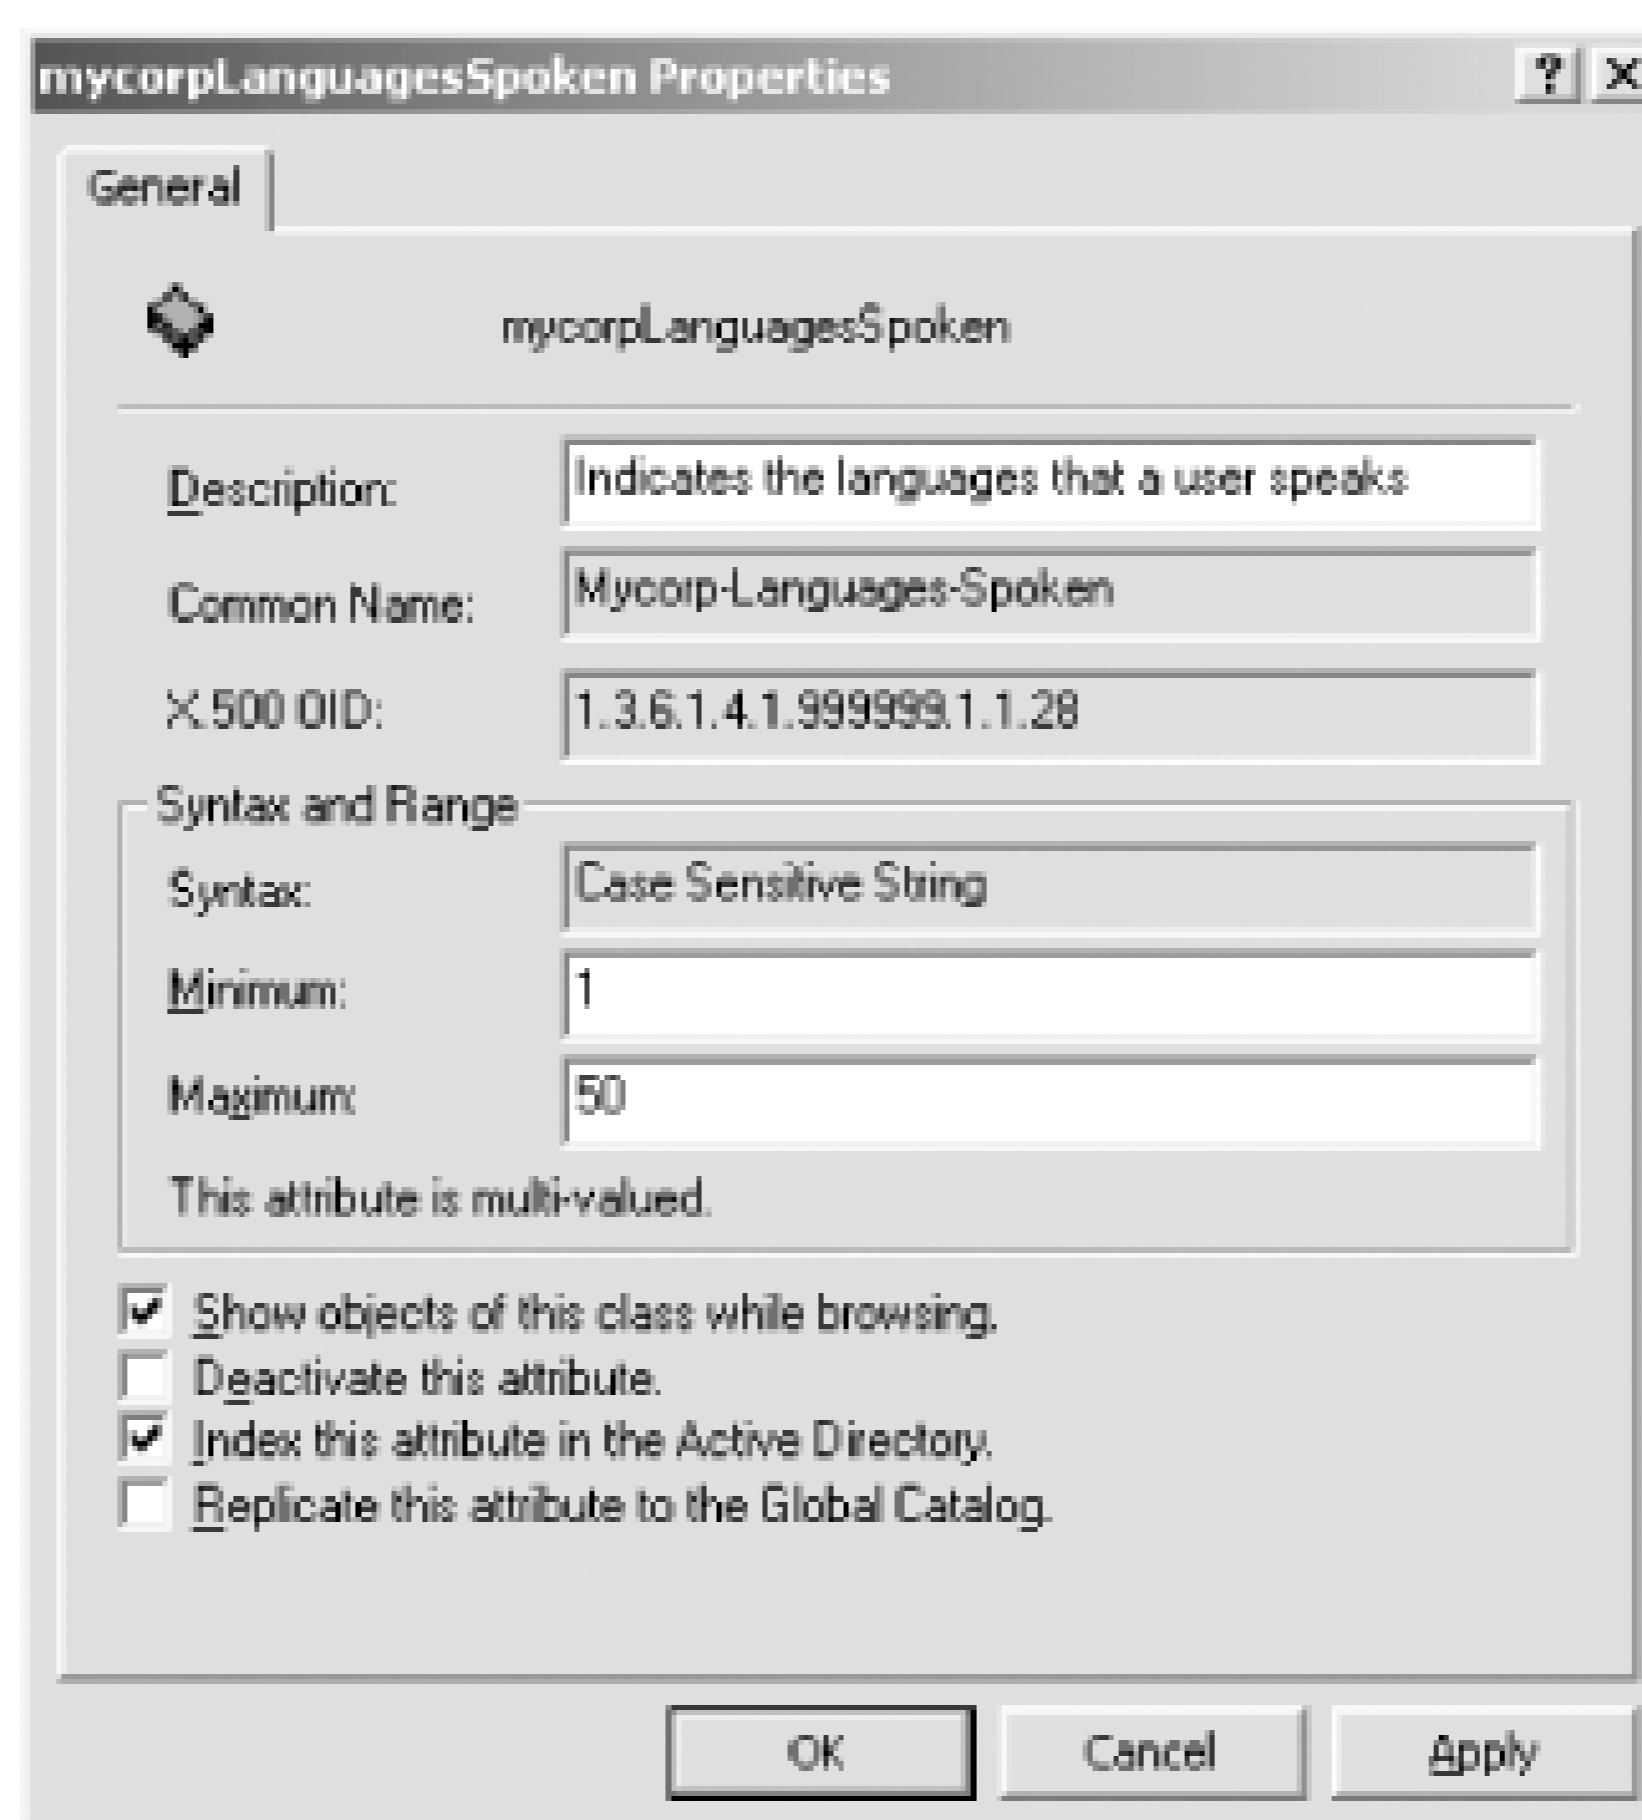 mycorpLanguagesSpoken Properties ? X
General
mycorpLanguagesSpoken
Description: Indicates the languages that a user speaks
Common Name: Mycorp-Languages-Spoken
X.500 OID: 1.3.6.1.4.1.999999.1.1.28
Syntax and Range
Syntax: Case Sensitive String
Minimum: 1
Maximum: 50
This attribute is multi-valued.
Show objects of this class while browsing.
Deactivate this attribute.
Index this attribute in the Active Directory.
Replicate this attribute to the Global Catalog.
OK Cancel Apply